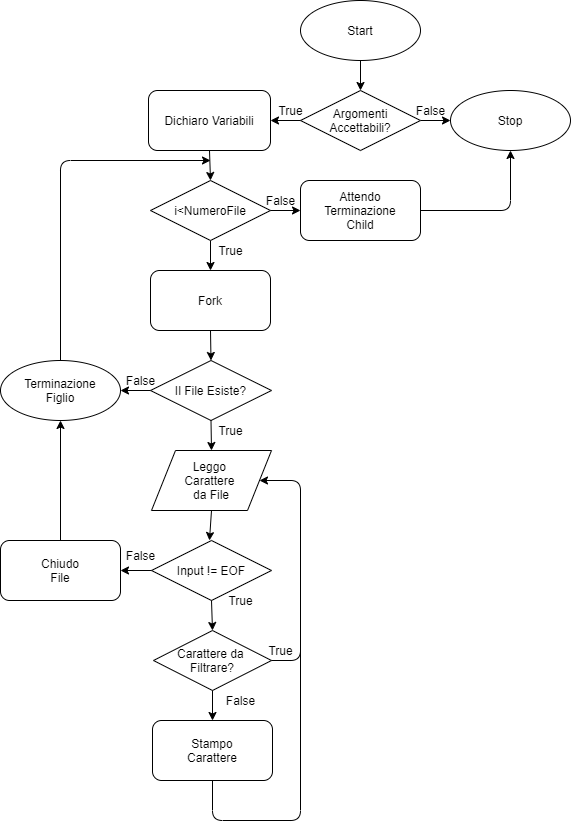 Start
Argomenti
Accettabili?
True
False
Dichiaro Variabili
Stop
i<NumeroFile
False
Attendo
Terminazione
Child
True
Fork
Il File Esiste?
False
Terminazione
Figlio
True
Leggo
Carattere
da File
Input != EOF
False
Chiudo
File
True
Carattere da
Filtrare?
True
False
Stampo
Carattere